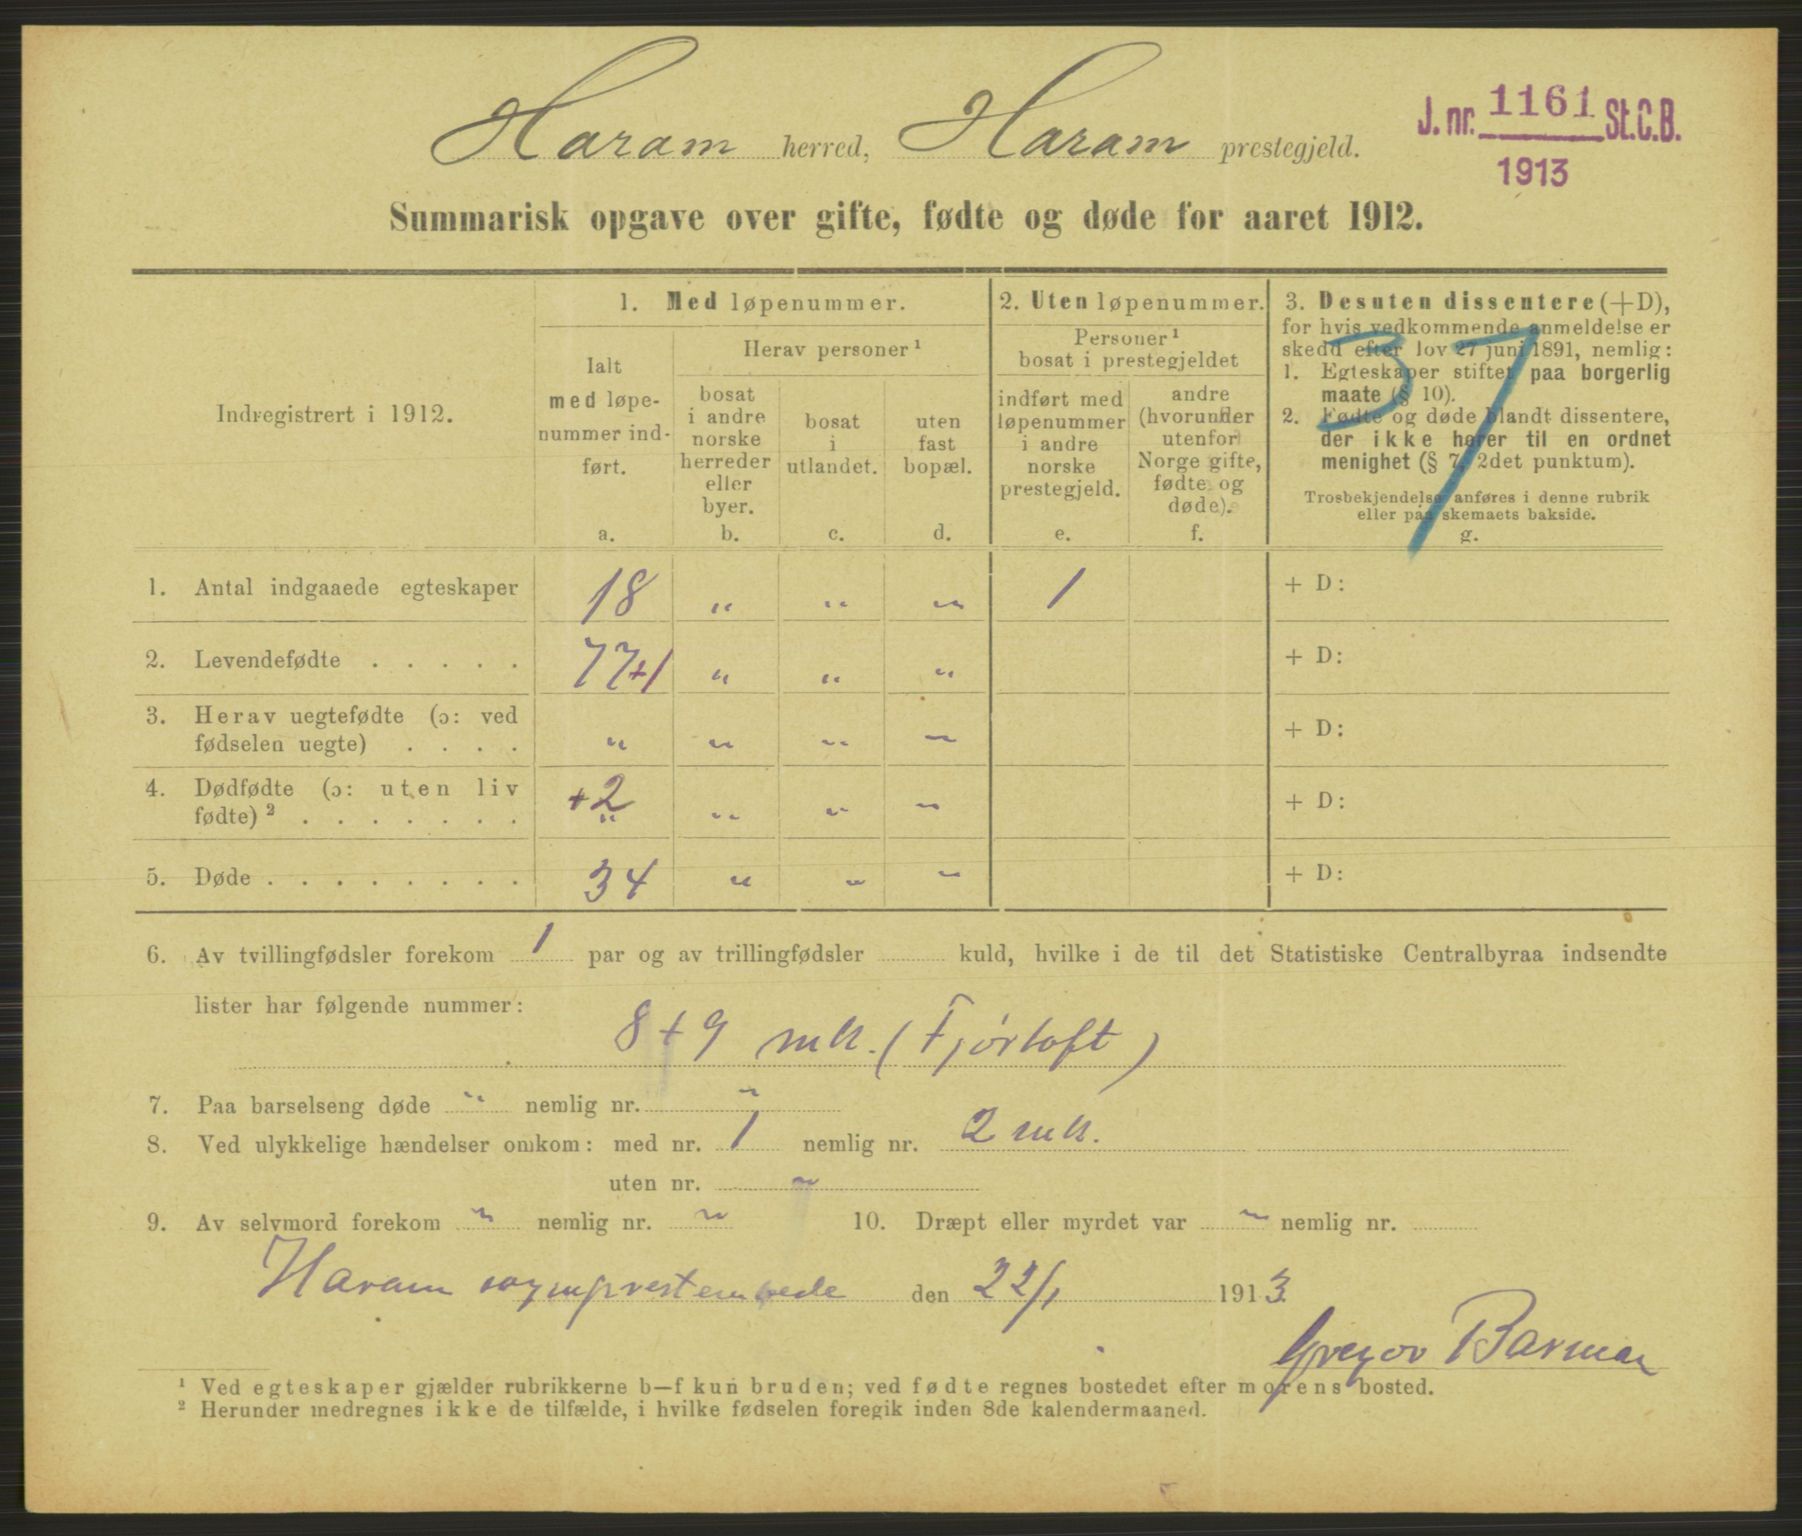 Haram herred, Haram prestegjeld.
J. nr. 1161 St.C.B.
1913
Summarisk opgave over gifte, fødte og døde for aaret 1912.
37
Indregistrert i 1912.
1. Med løpenummer.
Ialt
med løpe-
nummer ind-
ført.
a.
Herav personer ¹
bosat
i andre
norske
herreder
eller
byer.
b.
bosat
i
utlandet.
c.
uten
fast
bopæl.
d.
2. Uten løpenummer.
Personer ¹
bosat i prestegjeldet
indført med
løpenummer
i andre
norske
prestegjeld.
e.
andre
(hvorunder
utenfor
Norge gifte,
fødte og
døde).
f.
3. Desuten dissentere (+D),
for hvis vedkommende anmeldelse er
skedd efter lov 27 juni 1891, nemlig:
1. Egteskaper stiftet paa borgerlig
maate (§ 10).
2. Fødte og døde blandt dissentere,
der ikke hører til en ordnet
menighet (§ 7, 2det punktum).
Trosbekjendelse anføres i denne rubrik
eller paa skemaets bakside.
g.
1. Antal indgaaede egteskaper 18 " " " 1 + D:
2. Levendefødte . . . . . 77+1 " " " + D:
3. Herav uegtefødte (ɔ: ved
fødselen uegte) . . . . " " " " + D:
4. Dødfødte (ɔ: uten liv
fødte) ² . . . . . . . +2 " " " " + D:
5. Døde . . . . . . . . 34 " " " + D:
6. Av tvillingfødsler forekom 1 par og av trillingfødsler kuld, hvilke i de til det Statistiske Centralbyraa indsendte
lister har følgende nummer:
8+9 mk. (Fjørtoft)
7. Paa barselseng døde " nemlig nr. "
8. Ved ulykkelige hændelser omkom: med nr. 1 nemlig nr. 2 mk.
uten nr. "
9. Av selvmord forekom " nemlig nr. " 10. Dræpt eller myrdet var " nemlig nr.
Haram sogneprestembede den 22/1 1913.
Gregor Barman
¹ Ved egteskaper gjælder rubrikkerne b—f kun bruden; ved fødte regnes bostedet efter morens bosted.
² Herunder medregnes ikke de tilfælde, i hvilke fødselen foregik inden 8de kalendermaaned.